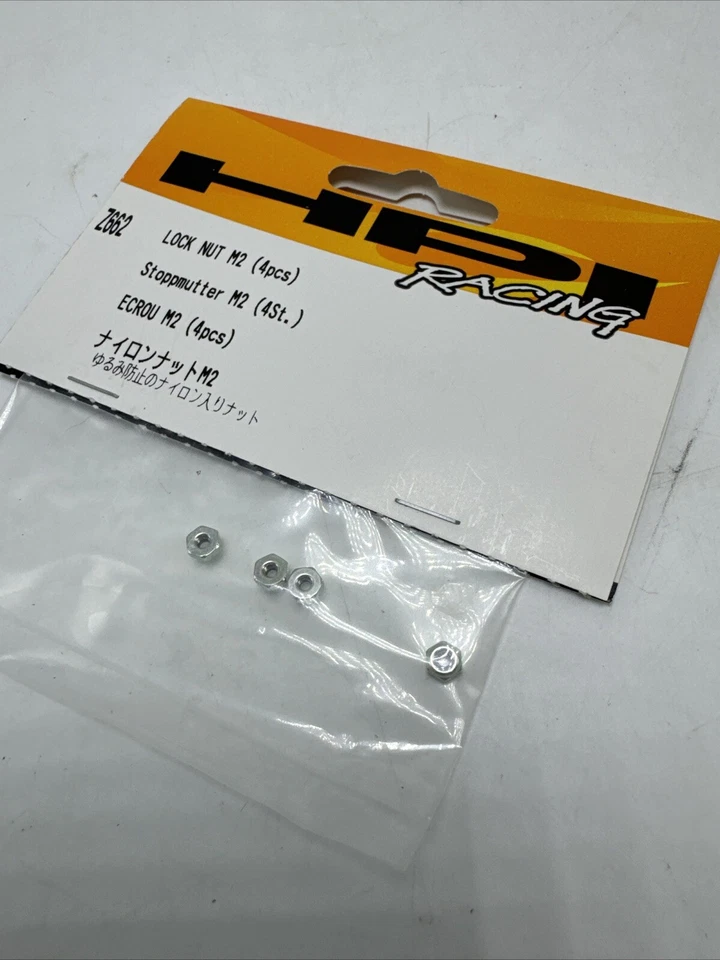 HPI
RACING
Z662
LOCK NUT M2 (4pcs)
Stoppmutter M2 (4St.)
ECROU M2 (4pcs)
ナイロンナットM2
ゆるみ防止のナイロン入りナット